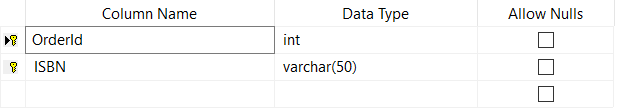 Column Name Data Type Allow Nulls
OrderId int
ISBN varchar(50)